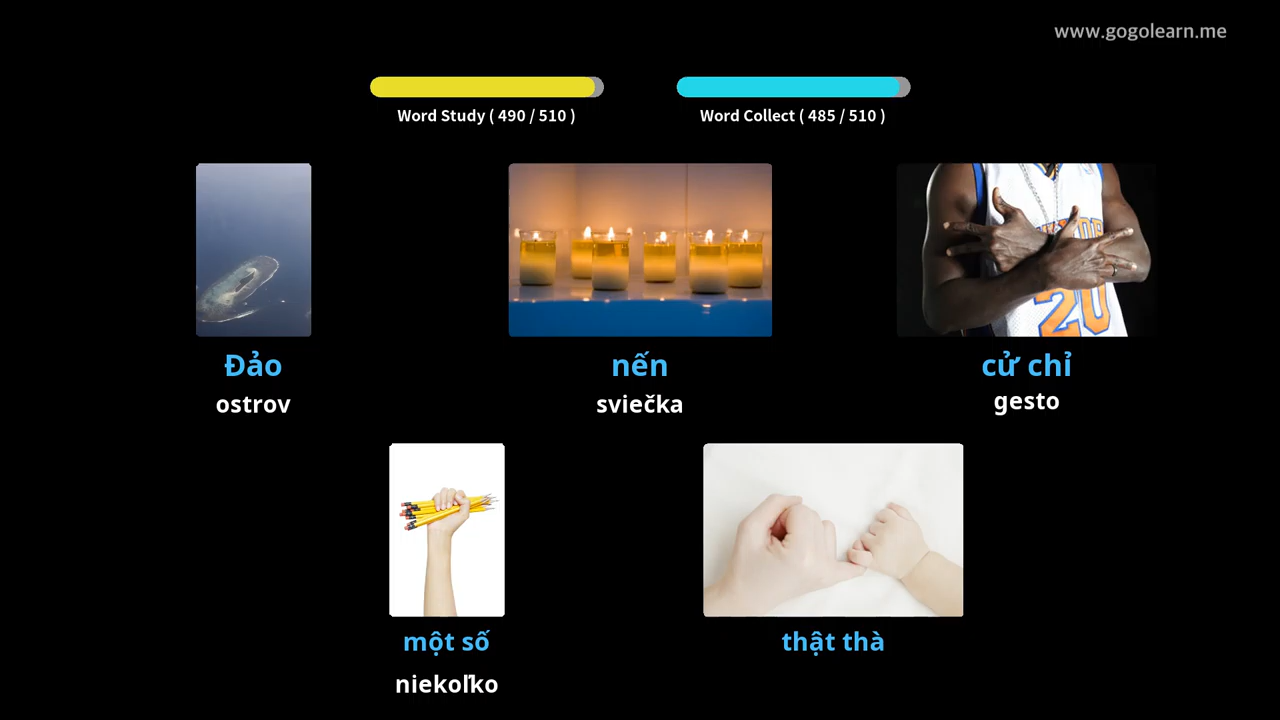 www.gogolearn.me
Word Study ( 490 / 510 )
Word Collect ( 485 / 510 )
Đảo
ostrov
nến
sviečka
20
cử chỉ
gesto
một số
niekoľko
thật thà